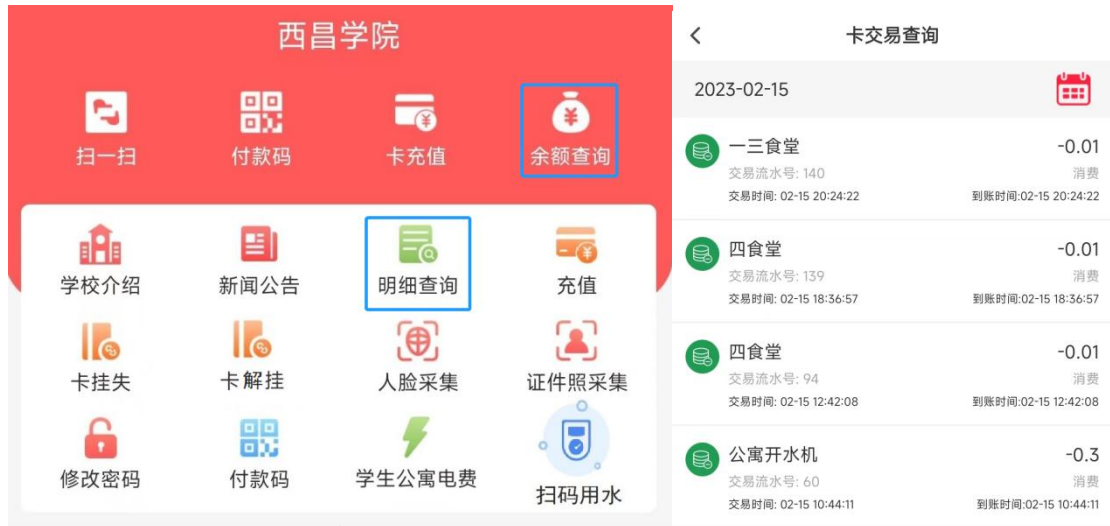 西昌学院
扫一扫 付款码 卡充值 余额查询
学校介绍 新闻公告 明细查询 充值
卡挂失 卡解挂 人脸采集 证件照采集
修改密码 付款码 学生公寓电费 扫码用水
卡交易查询
2023-02-15
一三食堂 -0.01
交易流水号: 140 消费
交易时间: 02-15 20:24:22 到账时间:02-15 20:24:22
四食堂 -0.01
交易流水号: 139 消费
交易时间: 02-15 18:36:57 到账时间:02-15 18:36:57
四食堂 -0.01
交易流水号: 94 消费
交易时间: 02-15 12:42:08 到账时间:02-15 12:42:08
公寓开水机 -0.3
交易流水号: 60 消费
交易时间: 02-15 10:44:11 到账时间:02-15 10:44:11